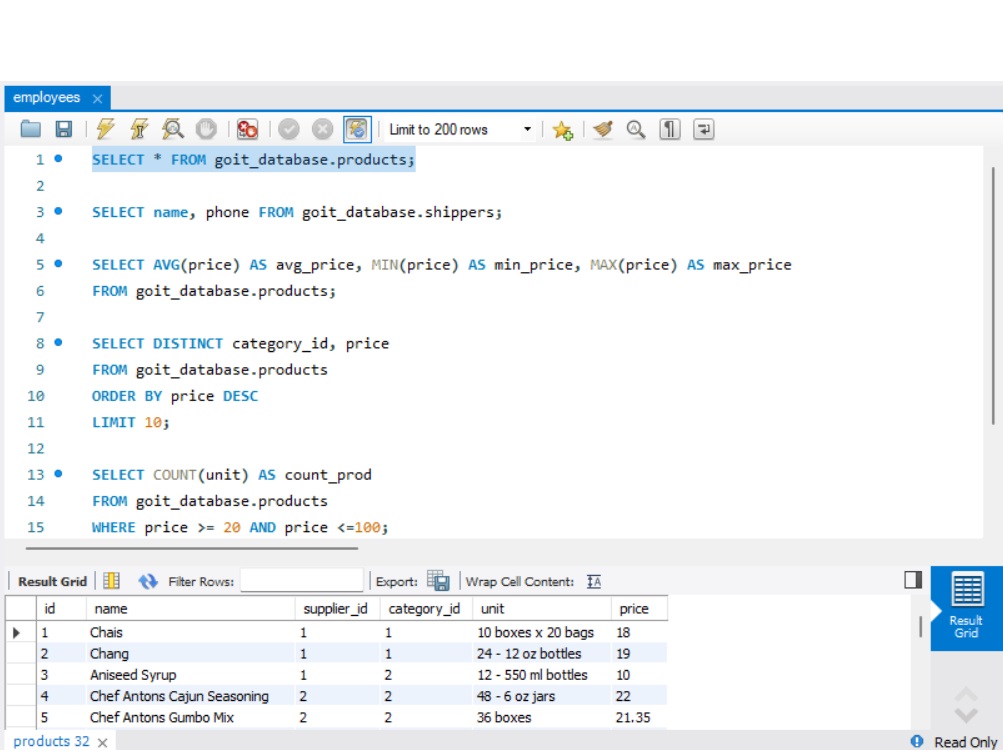 employees
Limit to 200 rows
1 SELECT * FROM goit_database.products;
2
3 SELECT name, phone FROM goit_database.shippers;
4
5 SELECT AVG(price) AS avg_price, MIN(price) AS min_price, MAX(price) AS max_price
6 FROM goit_database.products;
7
8 SELECT DISTINCT category_id, price
9 FROM goit_database.products
10 ORDER BY price DESC
11 LIMIT 10;
12
13 SELECT COUNT(unit) AS count_prod
14 FROM goit_database.products
15 WHERE price >= 20 AND price <=100;
Result Grid Filter Rows: Export: Wrap Cell Content:
id name supplier_id category_id unit price
1 Chais 1 1 10 boxes x 20 bags 18
2 Chang 1 1 24 - 12 oz bottles 19
3 Aniseed Syrup 1 2 12 - 550 ml bottles 10
4 Chef Antons Cajun Seasoning 2 2 48 - 6 oz jars 22
5 Chef Antons Gumbo Mix 2 2 36 boxes 21.35
Result
Grid
products 32 Read Only